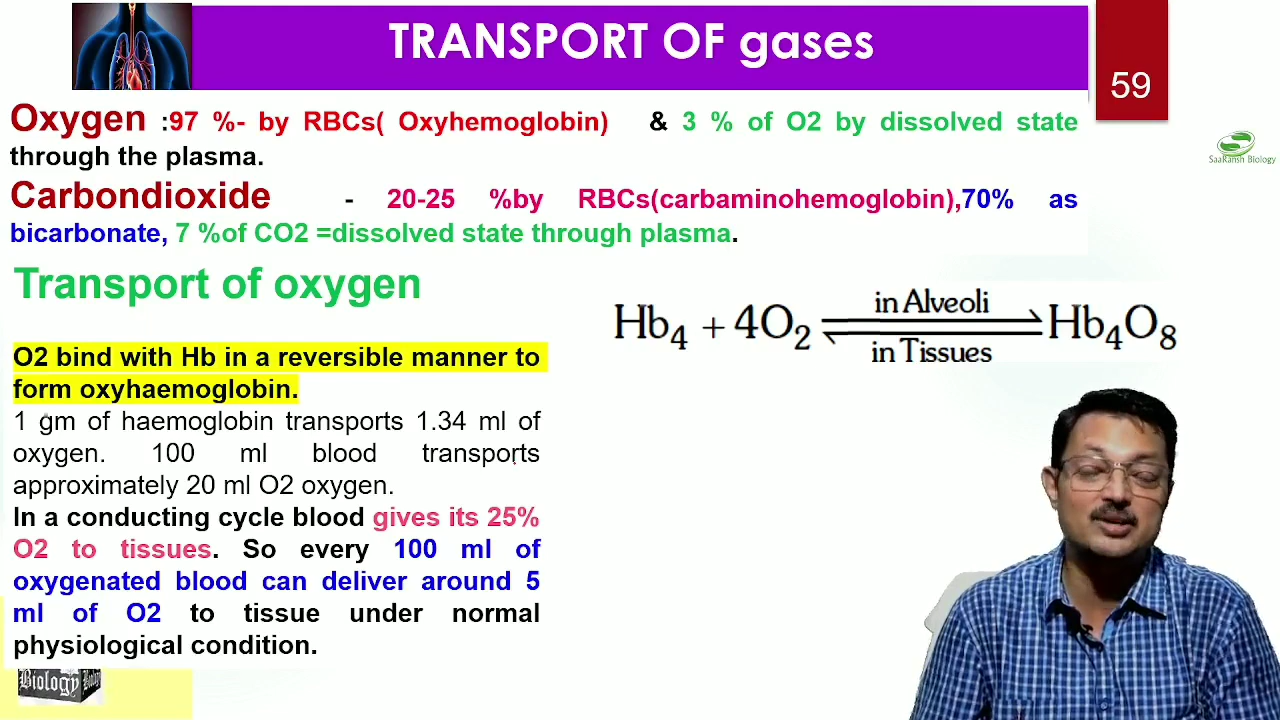 TRANSPORT OF gases
59
Oxygen :97 %- by RBCs( Oxyhemoglobin) & 3 % of O2 by dissolved state
through the plasma.
SaaRansh Biology
Carbondioxide - 20-25 %by RBCs(carbaminohemoglobin),70% as
bicarbonate, 7 %of CO2 =dissolved state through plasma.
Transport of oxygen
in Alveoli
Hb₄ + 4O₂ ⇌ Hb₄O₈
in Tissues
O2 bind with Hb in a reversible manner to
form oxyhaemoglobin.
1 gm of haemoglobin transports 1.34 ml of
oxygen. 100 ml blood transports
approximately 20 ml O2 oxygen.
In a conducting cycle blood gives its 25%
O2 to tissues. So every 100 ml of
oxygenated blood can deliver around 5
ml of O2 to tissue under normal
physiological condition.
Biology